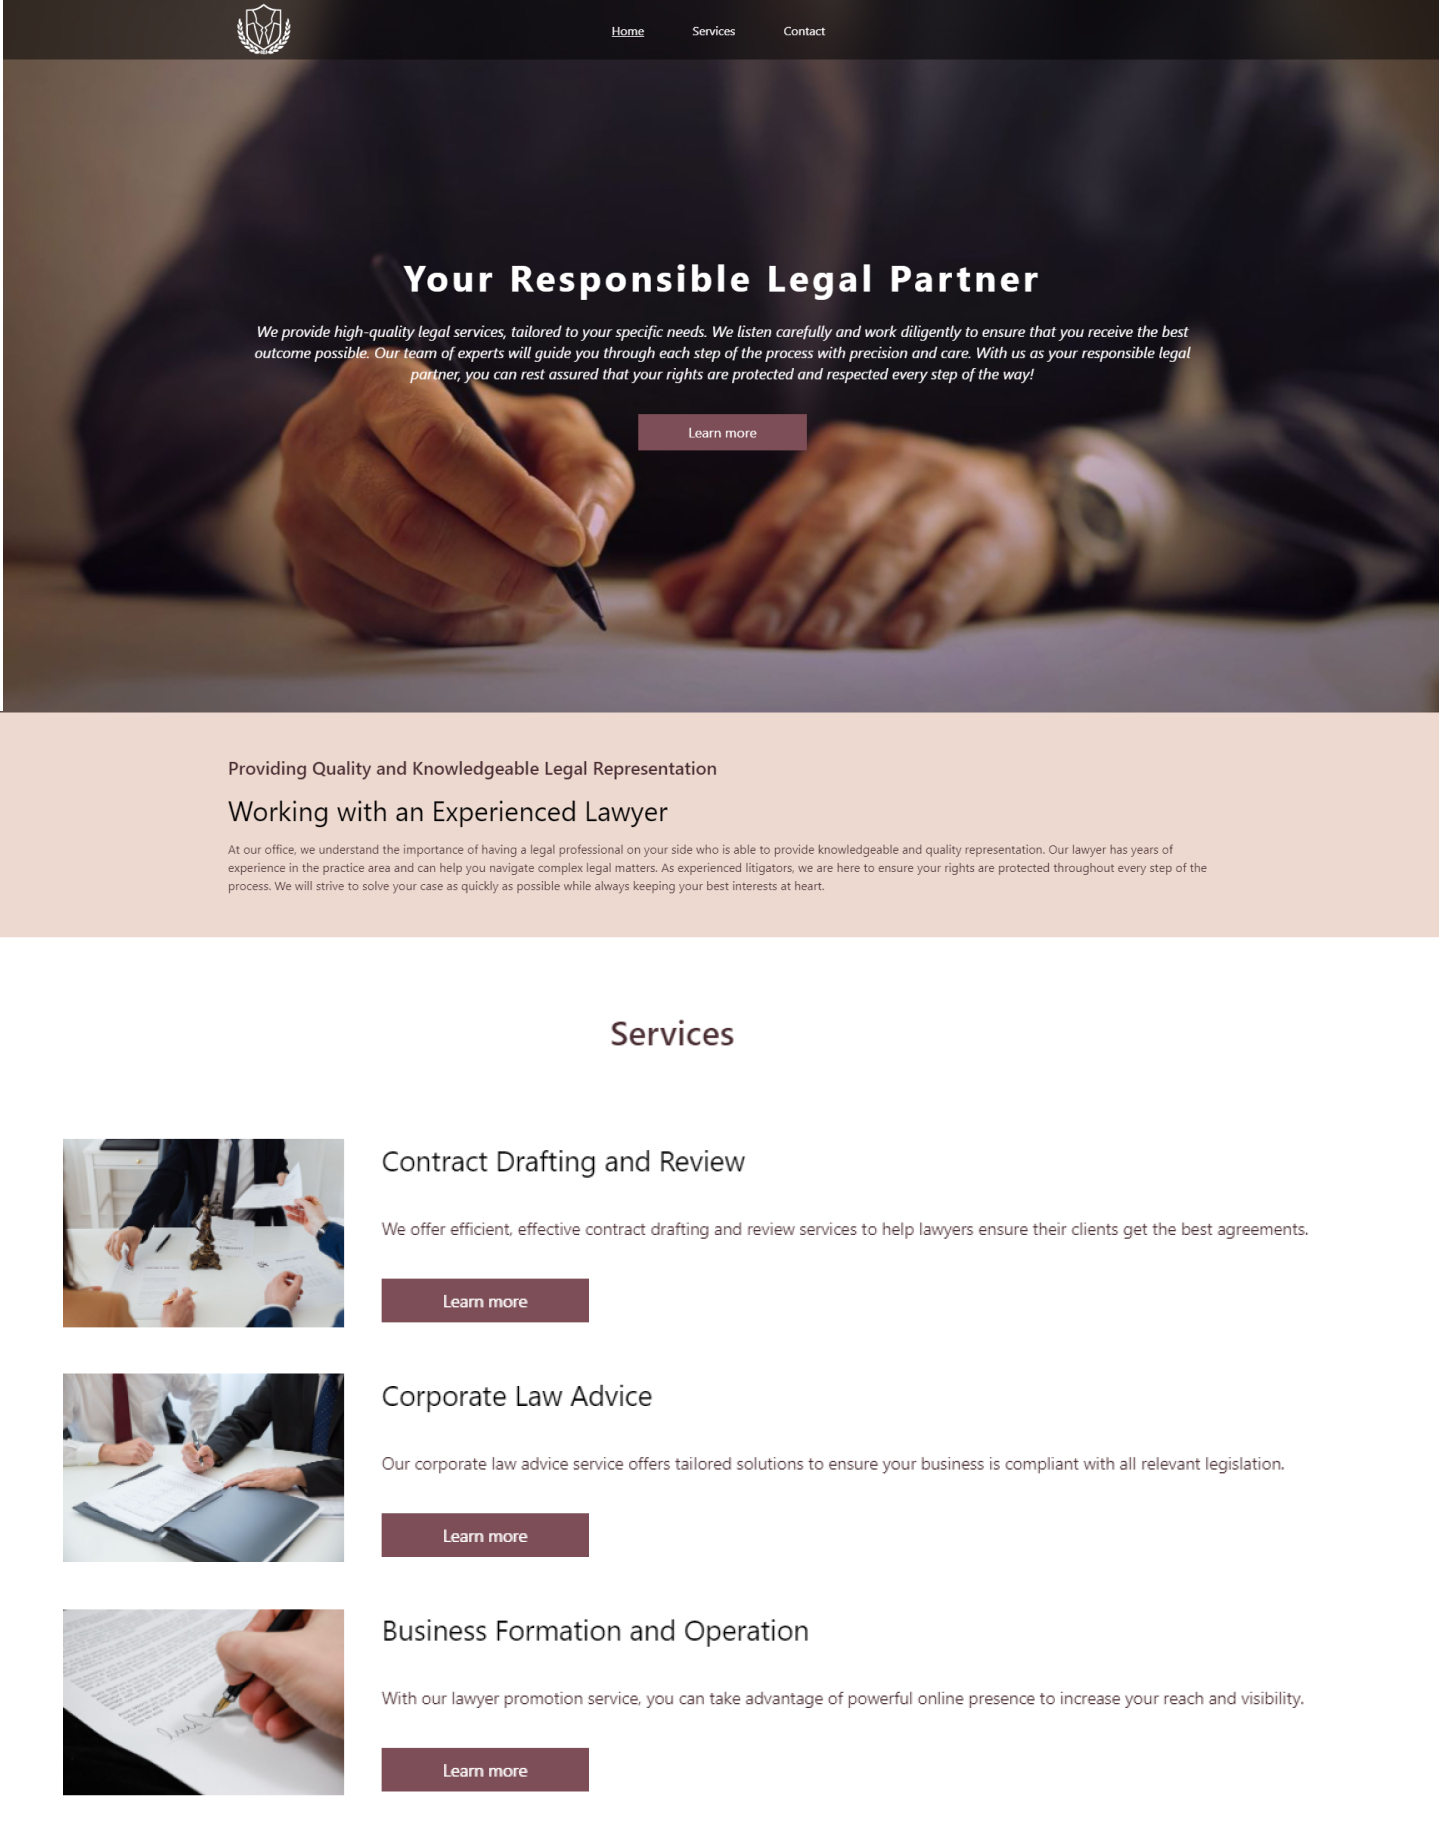 Home Services Contact
Your Responsible Legal Partner
We provide high-quality legal services, tailored to your specific needs. We listen carefully and work diligently to ensure that you receive the best
outcome possible. Our team of experts will guide you through each step of the process with precision and care. With us as your responsible legal
partner, you can rest assured that your rights are protected and respected every step of the way!
Learn more
Providing Quality and Knowledgeable Legal Representation
Working with an Experienced Lawyer
At our office, we understand the importance of having a legal professional on your side who is able to provide knowledgeable and quality representation. Our lawyer has years of
experience in the practice area and can help you navigate complex legal matters. As experienced litigators, we are here to ensure your rights are protected throughout every step of the
process. We will strive to solve your case as quickly as possible while always keeping your best interests at heart.
Services
Contract Drafting and Review
We offer efficient, effective contract drafting and review services to help lawyers ensure their clients get the best agreements.
Learn more
Corporate Law Advice
Our corporate law advice service offers tailored solutions to ensure your business is compliant with all relevant legislation.
Learn more
Business Formation and Operation
With our lawyer promotion service, you can take advantage of powerful online presence to increase your reach and visibility.
Learn more